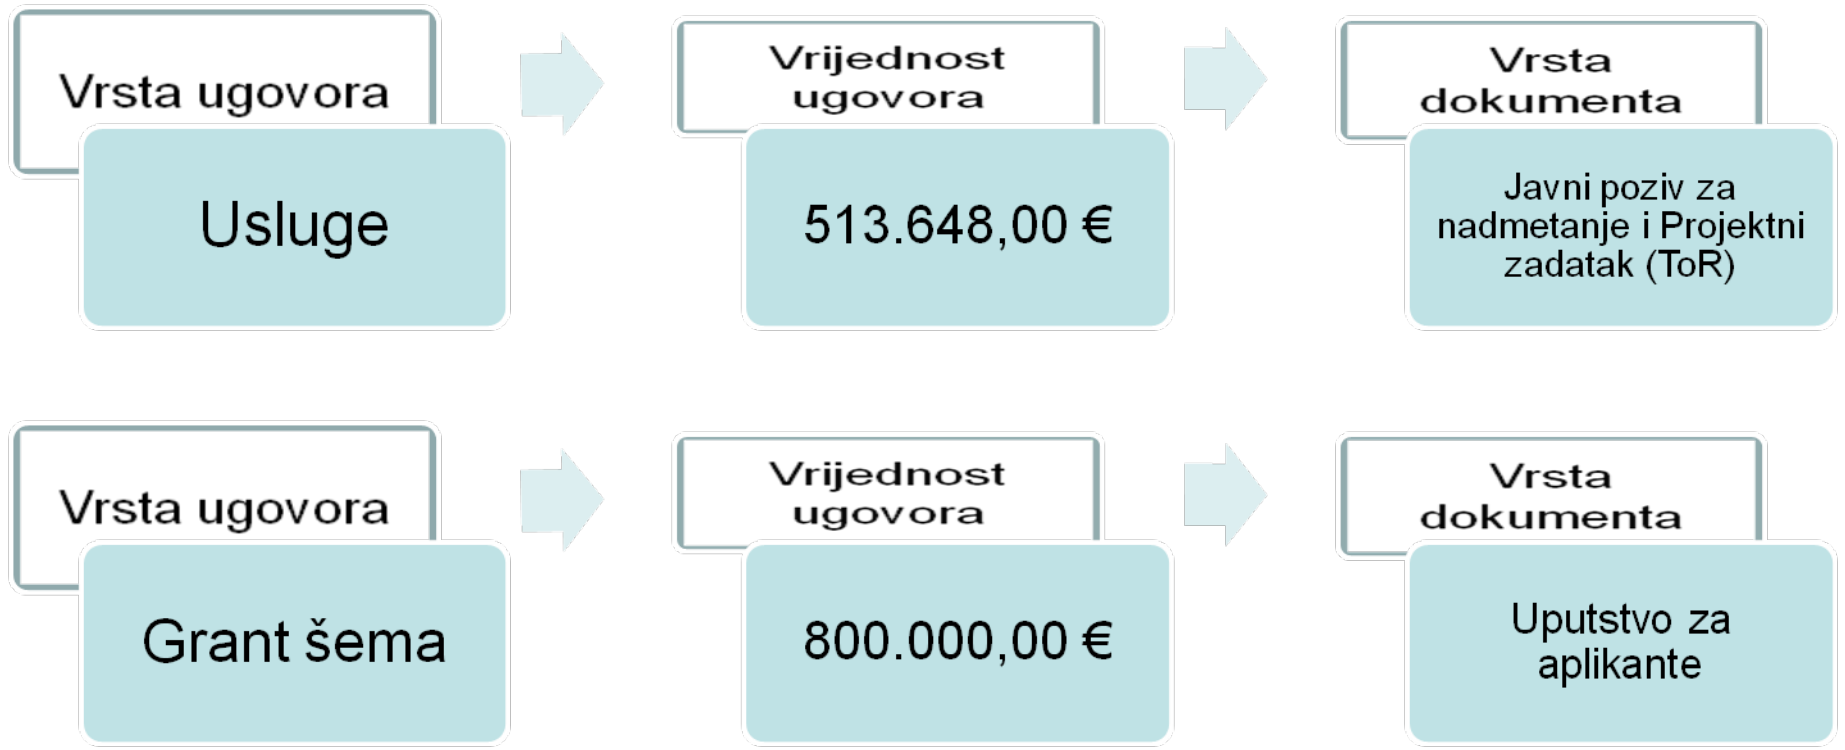 Vrsta ugovora
Usluge
Vrijednost
ugovora
513.648,00 €
Vrsta
dokumenta
Javni poziv za
nadmetanje i Projektni
zadatak (ToR)
Vrsta ugovora
Grant šema
Vrijednost
ugovora
800.000,00 €
Vrsta
dokumenta
Uputstvo za
aplikante